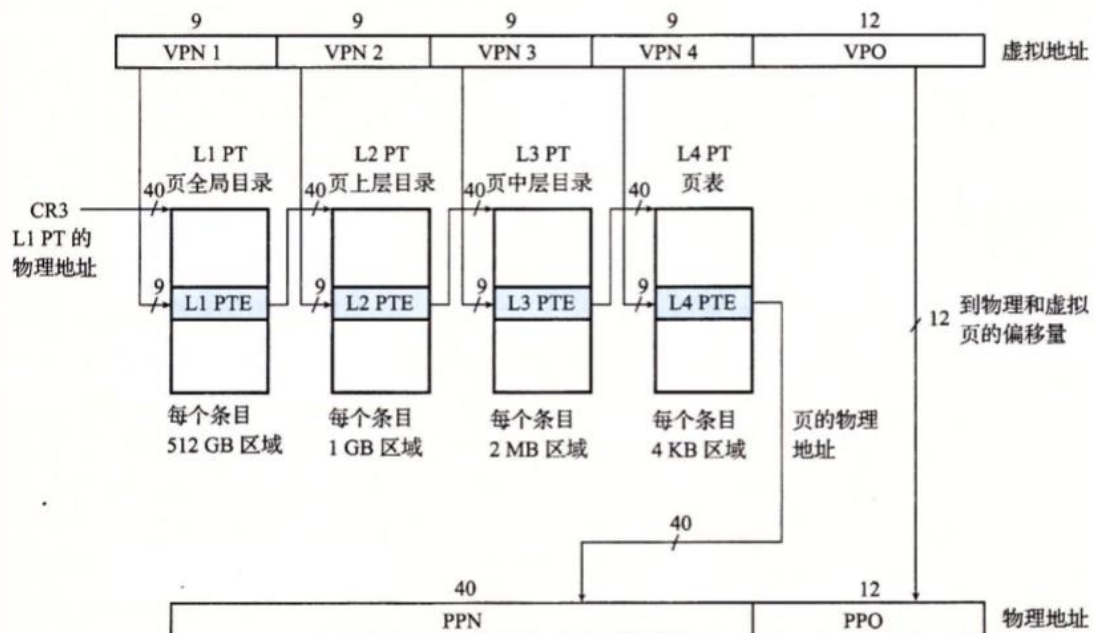 9 9 9 9 12
VPN 1 VPN 2 VPN 3 VPN 4 VPO 虚拟地址
L1 PT
页全局目录
L2 PT
页上层目录
L3 PT
页中层目录
L4 PT
页表
40 40 40 40
CR3
L1 PT 的
物理地址
9 9 9 9
L1 PTE L2 PTE L3 PTE L4 PTE
12 到物理和虚拟
页的偏移量
每个条目
512 GB 区域
每个条目
1 GB 区域
每个条目
2 MB 区域
每个条目
4 KB 区域
页的物理
地址
40
40 12
PPN PPO 物理地址